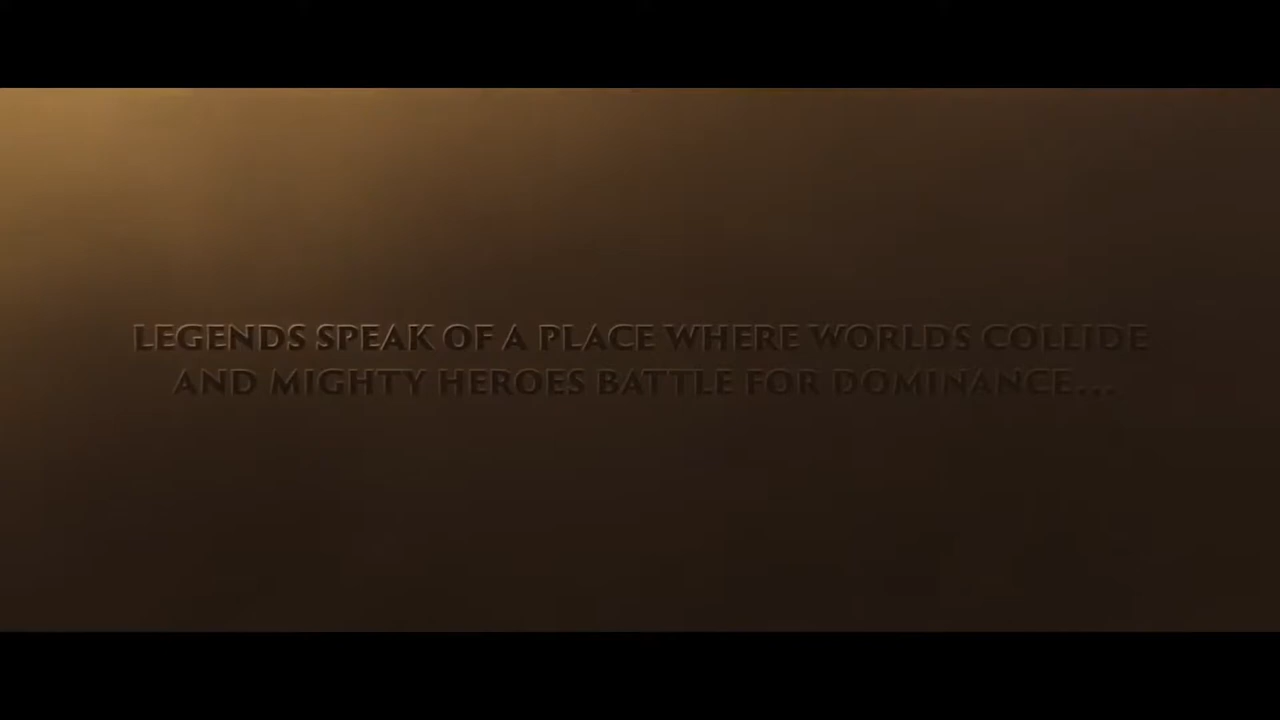 LEGENDS SPEAK OF A PLACE WHERE WORLDS COLLIDE
AND MIGHTY HEROES BATTLE FOR DOMINANCE...